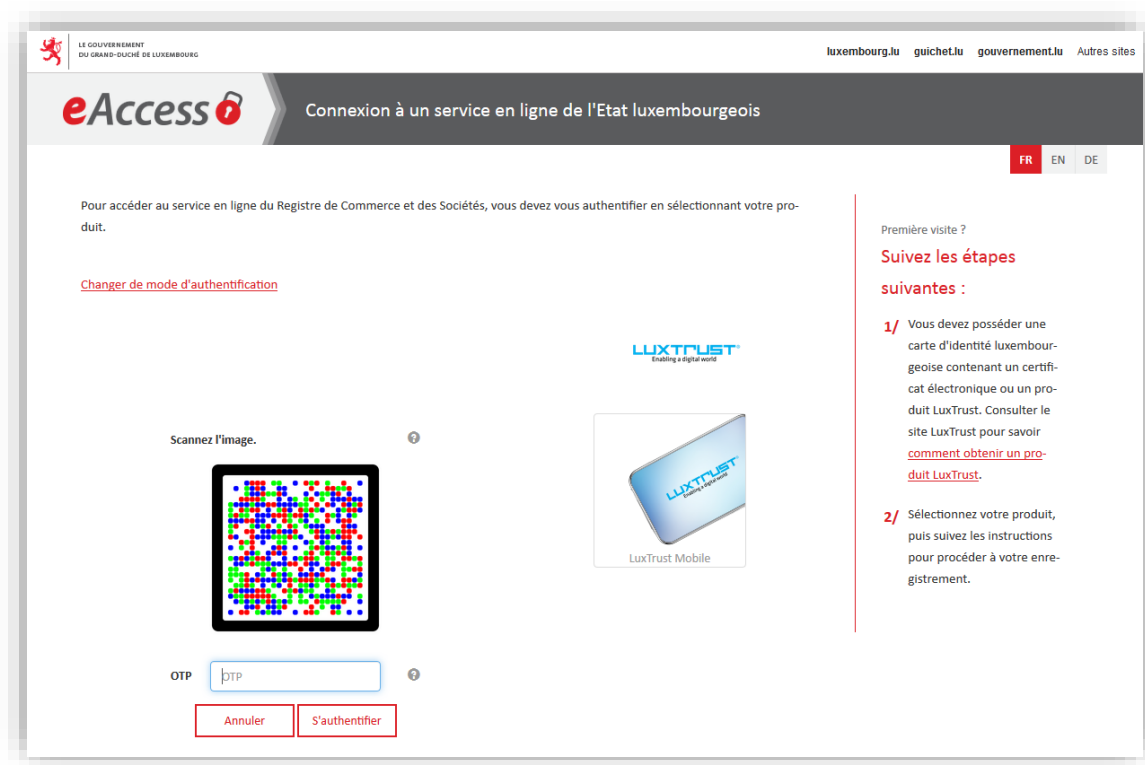 LE GOUVERNEMENT
DU GRAND-DUCHÉ DE LUXEMBOURG
luxembourg.lu guichet.lu gouvernement.lu Autres sites
eAccess
Connexion à un service en ligne de l'Etat luxembourgeois
FR EN DE
Pour accéder au service en ligne du Registre de Commerce et des Sociétés, vous devez vous authentifier en sélectionnant votre pro-
duit.
Changer de mode d'authentification
LUXTRUST
Enabling a digital world
Scannez l'image.
LUXTRUST
Enabling a digital world
LuxTrust Mobile
OTP
OTP
Annuler
S'authentifier
Première visite ?
Suivez les étapes
suivantes :
1/ Vous devez posséder une
carte d'identité luxembour-
geoise contenant un certifi-
cat électronique ou un pro-
duit LuxTrust. Consulter le
site LuxTrust pour savoir
comment obtenir un pro-
duit LuxTrust.
2/ Sélectionnez votre produit,
puis suivez les instructions
pour procéder à votre enre-
gistrement.